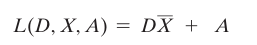 L(D, X, A) = DX̅ + A